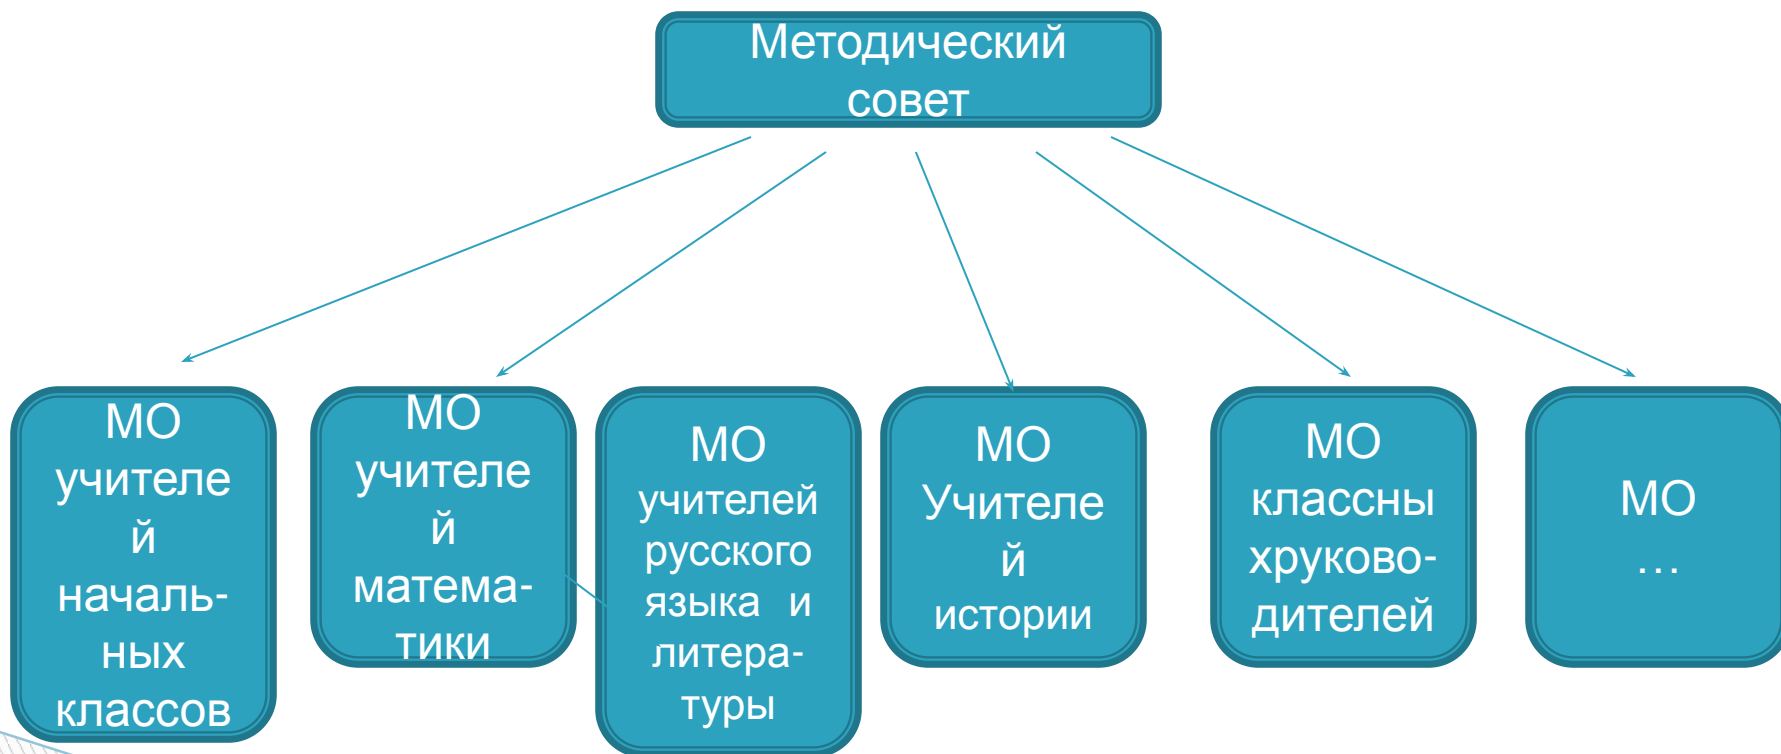 Методический
совет
МО
учителе
й
началь-
ных
классов
МО
учителе
й
матема-
тики
МО
учителей
русского
языка и
литера-
туры
МО
Учителе
й
истории
МО
классны
хруково-
дителей
МО
…